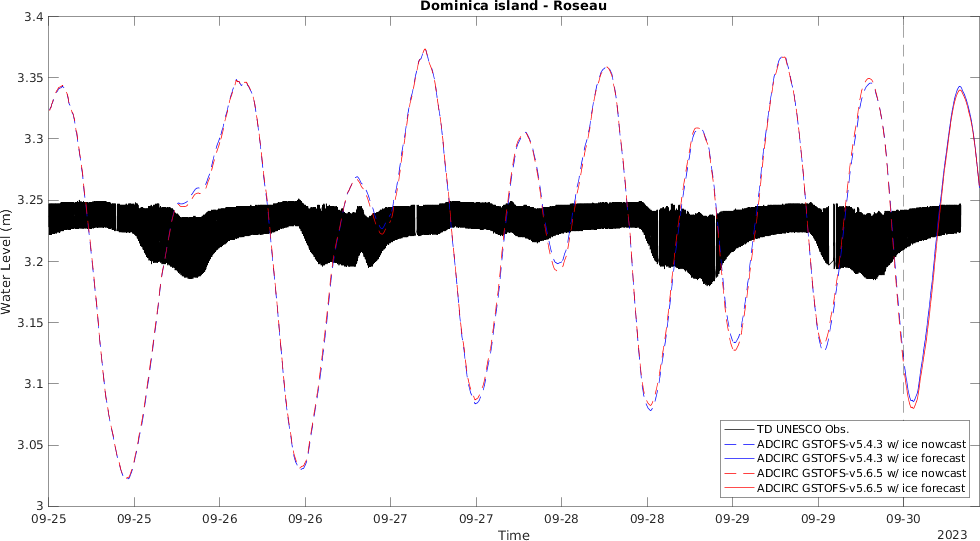 Dominica island - Roseau
3.4
3.35
3.3
3.25
3.2
3.15
3.1
3.05
3
Water Level (m)
TD UNESCO Obs.
ADCIRC GSTOFS-v5.4.3 w/ ice nowcast
ADCIRC GSTOFS-v5.4.3 w/ ice forecast
ADCIRC GSTOFS-v5.6.5 w/ ice nowcast
ADCIRC GSTOFS-v5.6.5 w/ ice forecast
09-25 09-25 09-26 09-26 09-27 09-27 09-28 09-28 09-29 09-29 09-30
Time
2023